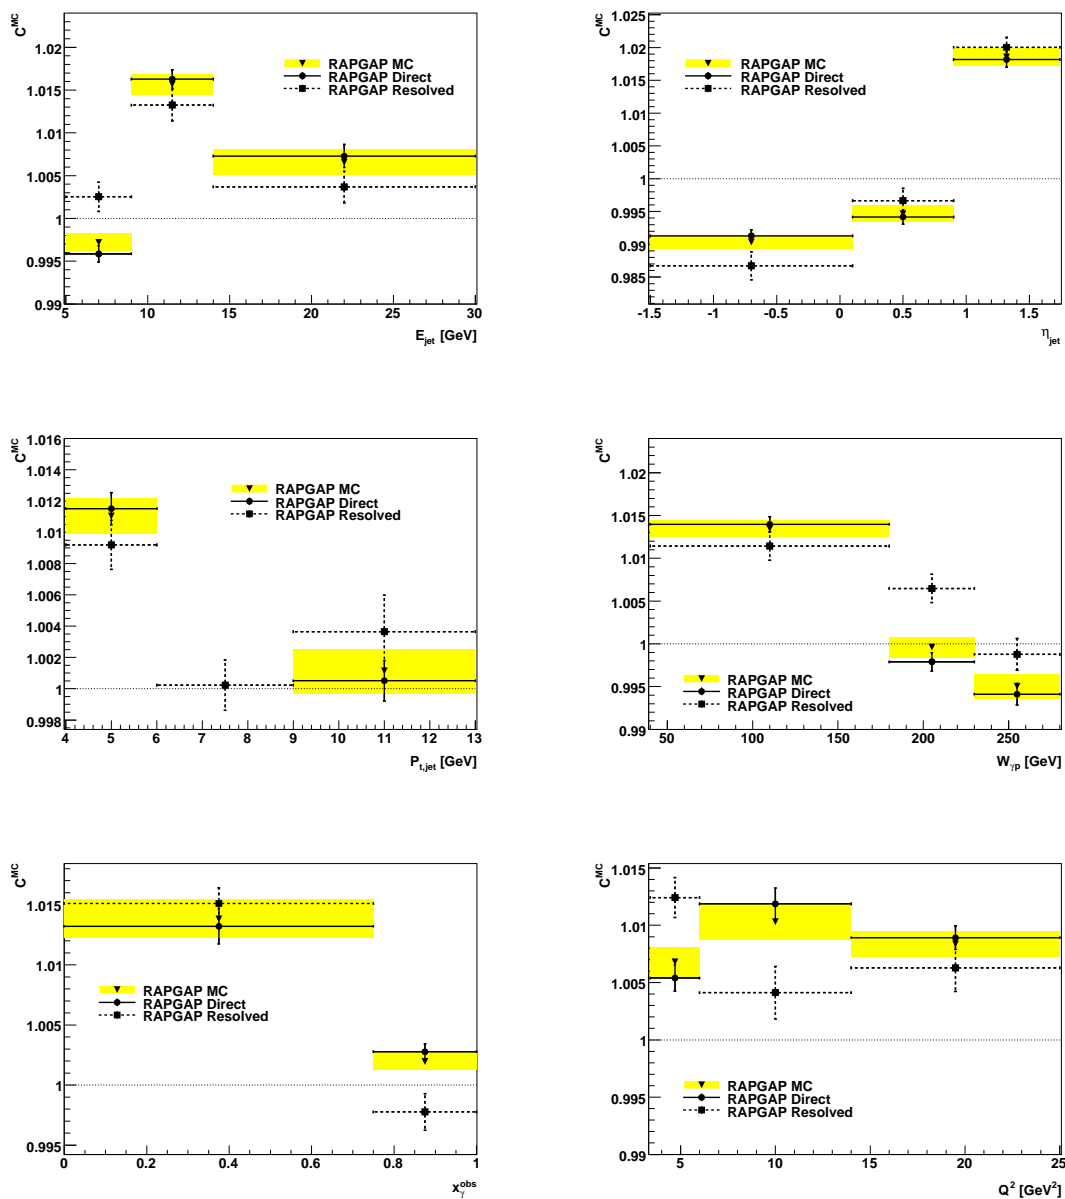 C^MC
1.02
1.015
1.01
1.005
1
0.995
0.99
5 10 15 20 25 30
E_jet [GeV]
RAPGAP MC
RAPGAP Direct
RAPGAP Resolved
C^MC
1.025
1.02
1.015
1.01
1.005
1
0.995
0.99
0.985
-1.5 -1 -0.5 0 0.5 1 1.5
η_jet
RAPGAP MC
RAPGAP Direct
RAPGAP Resolved
C^MC
1.016
1.014
1.012
1.01
1.008
1.006
1.004
1.002
1
0.998
4 5 6 7 8 9 10 11 12 13
P_t,jet [GeV]
RAPGAP MC
RAPGAP Direct
RAPGAP Resolved
C^MC
1.02
1.015
1.01
1.005
1
0.995
0.99
50 100 150 200 250
W_γp [GeV]
RAPGAP MC
RAPGAP Direct
RAPGAP Resolved
C^MC
1.015
1.01
1.005
1
0.995
0 0.2 0.4 0.6 0.8 1
x_γ^obs
RAPGAP MC
RAPGAP Direct
RAPGAP Resolved
C^MC
1.015
1.01
1.005
1
0.995
0.99
5 10 15 20 25
Q² [GeV²]
RAPGAP MC
RAPGAP Direct
RAPGAP Resolved